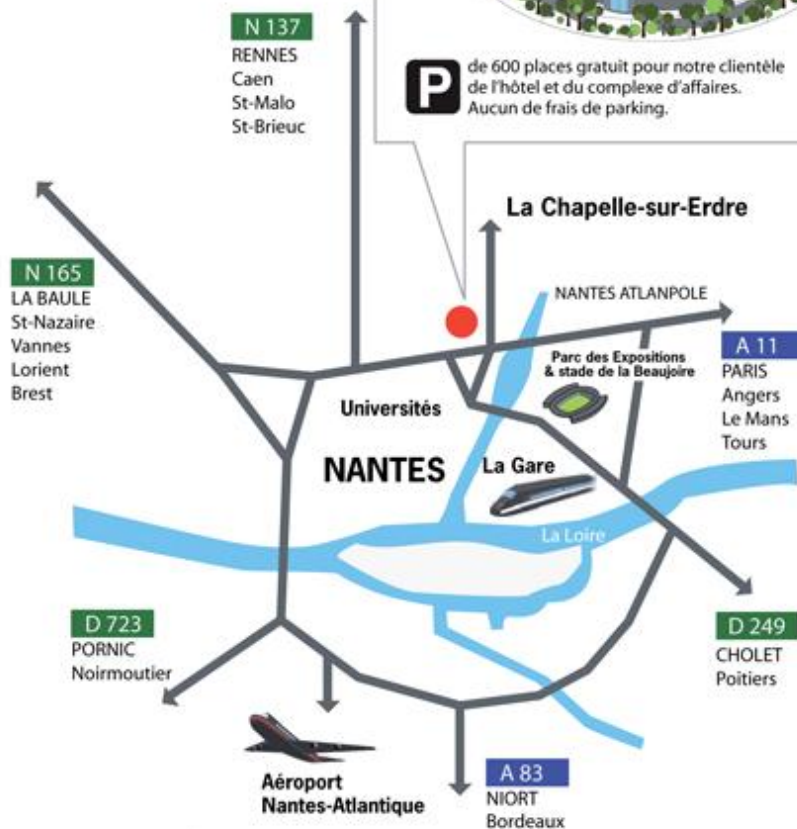 N 137
RENNES
Caen
St-Malo
St-Brieuc
P
de 600 places gratuit pour notre clientèle
de l'hôtel et du complexe d'affaires.
Aucun de frais de parking.
La Chapelle-sur-Erdre
N 165
LA BAULE
St-Nazaire
Vannes
Lorient
Brest
NANTES ATLANPOLE
A 11
PARIS
Angers
Le Mans
Tours
Parc des Expositions
& stade de la Beaujoire
Universités
NANTES
La Gare
La Loire
D 723
PORNIC
Noirmoutier
D 249
CHOLET
Poitiers
Aéroport
Nantes-Atlantique
A 83
NIORT
Bordeaux